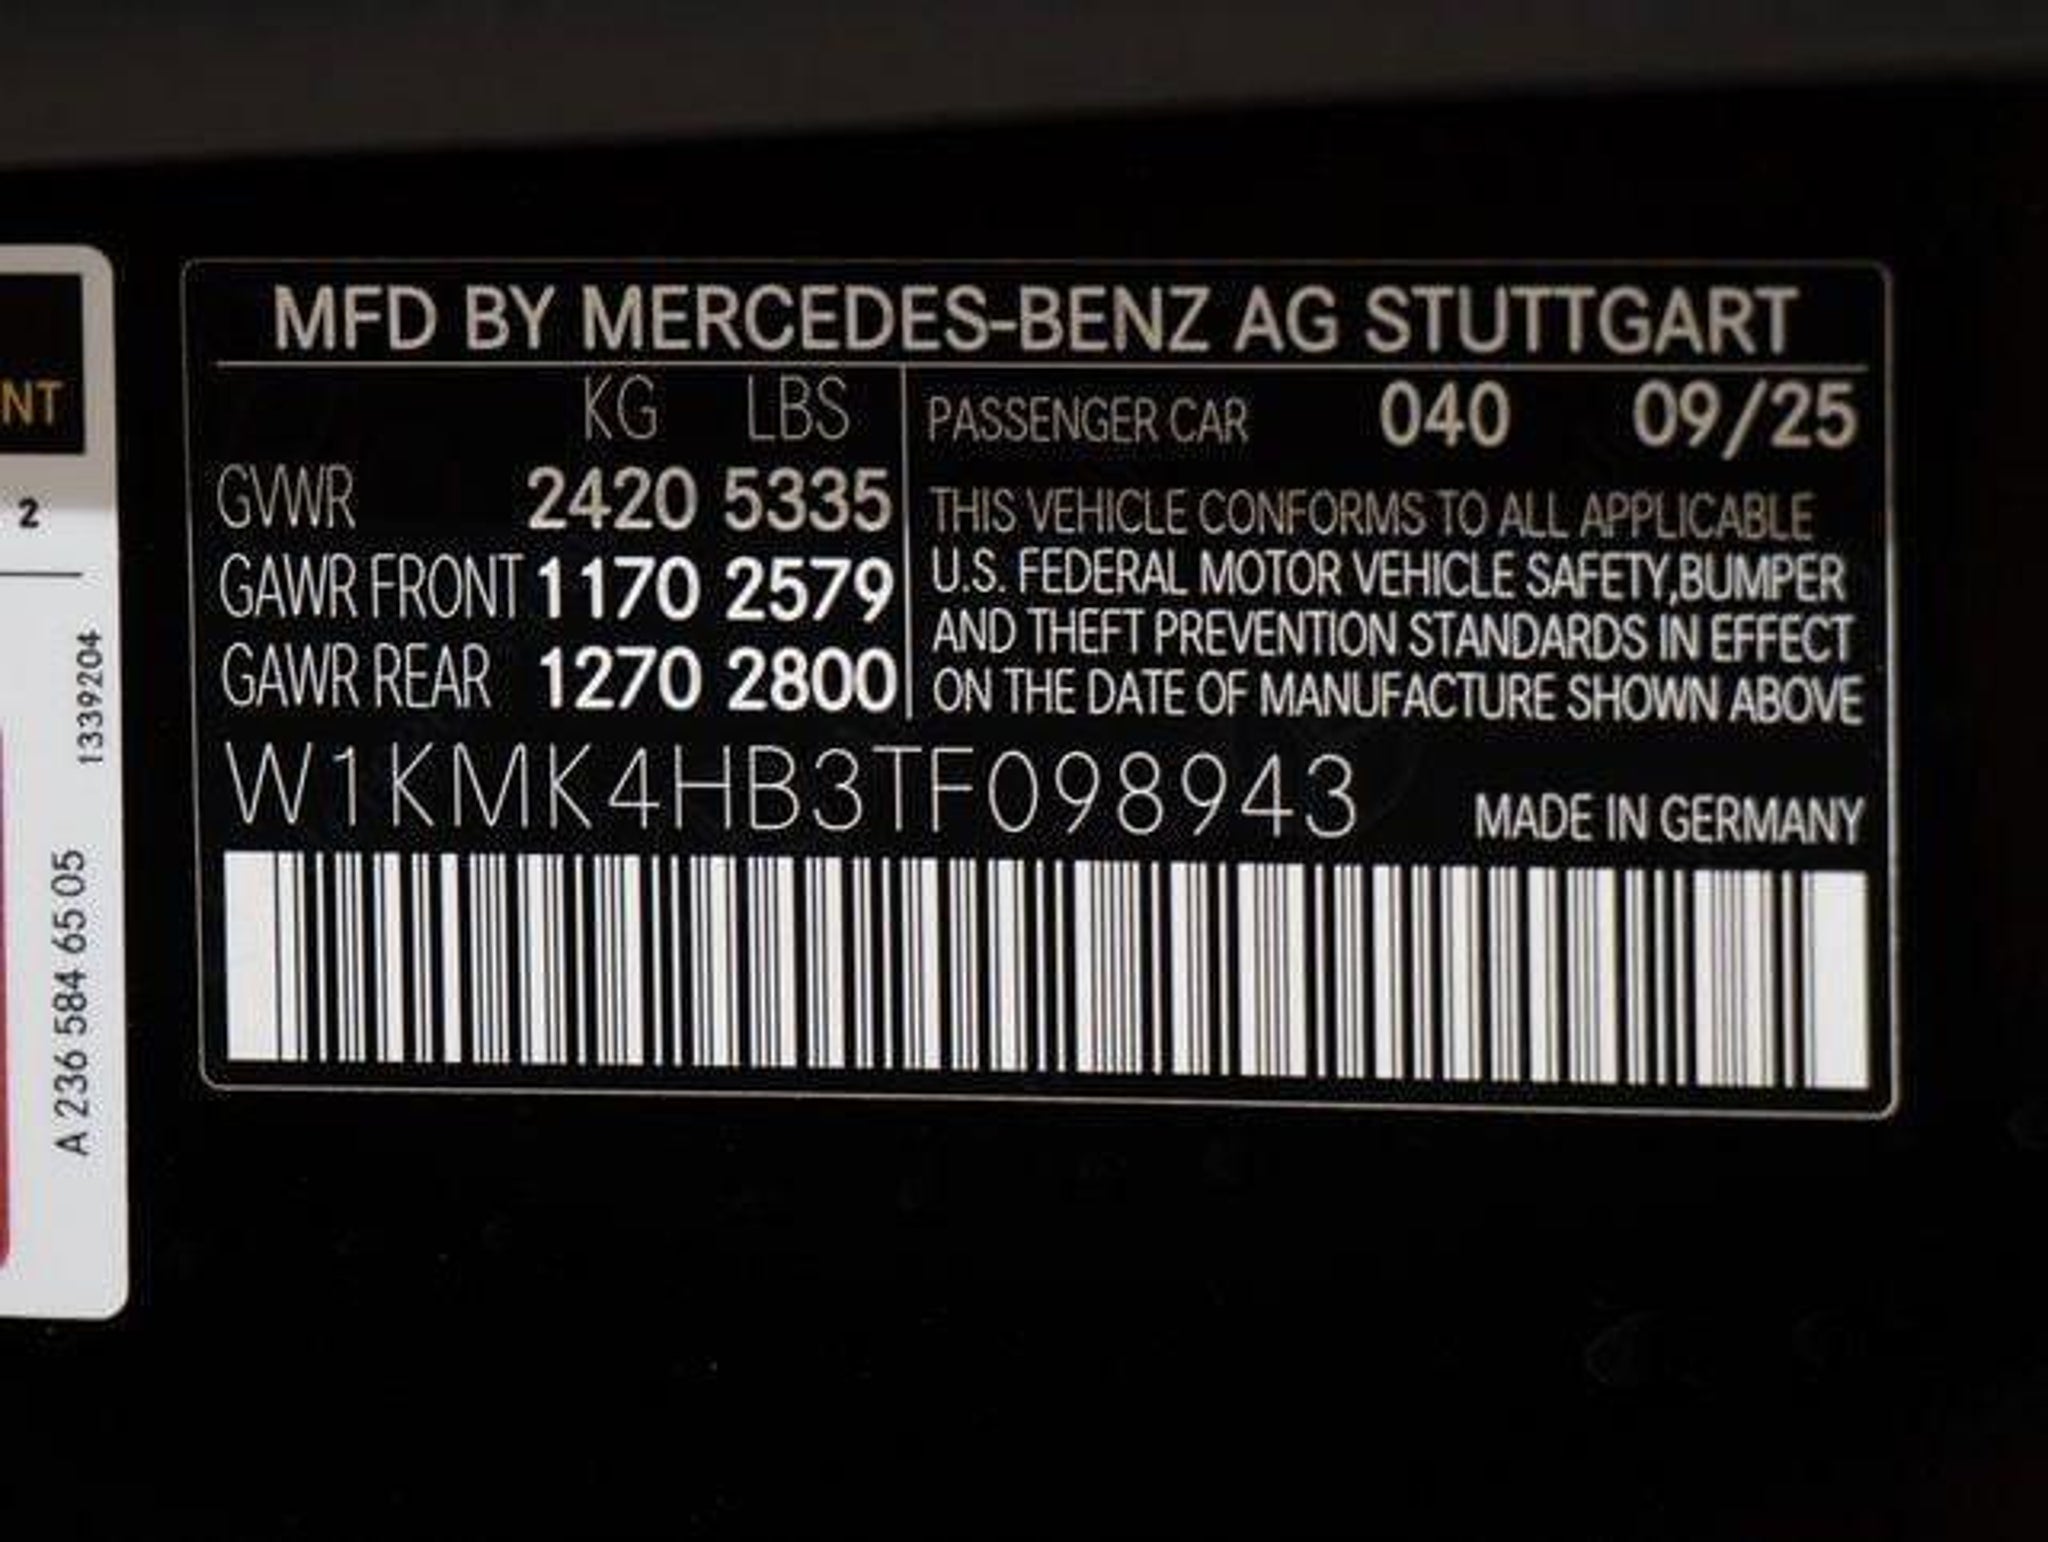 MFD BY MERCEDES-BENZ AG STUTTGART
KG LBS
GVWR 2420 5335
GAWR FRONT 1170 2579
GAWR REAR 1270 2800
PASSENGER CAR 040 09/25
THIS VEHICLE CONFORMS TO ALL APPLICABLE
U.S. FEDERAL MOTOR VEHICLE SAFETY,BUMPER
AND THEFT PREVENTION STANDARDS IN EFFECT
ON THE DATE OF MANUFACTURE SHOWN ABOVE
W1KMK4HB3TF098943
MADE IN GERMANY
NT
2
1339204
A 236 584 65 05